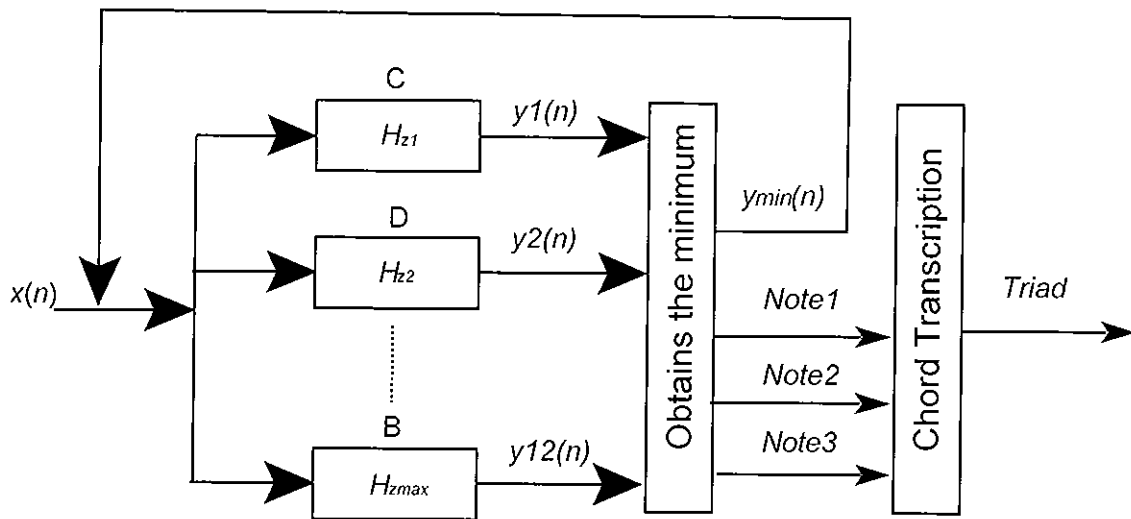 C
Hz1
y1(n)
D
Hz2
y2(n)
x(n)
B
Hzmax
y12(n)
Obtains the minimum
ymin(n)
Note1
Note2
Note3
Chord Transcription
Triad